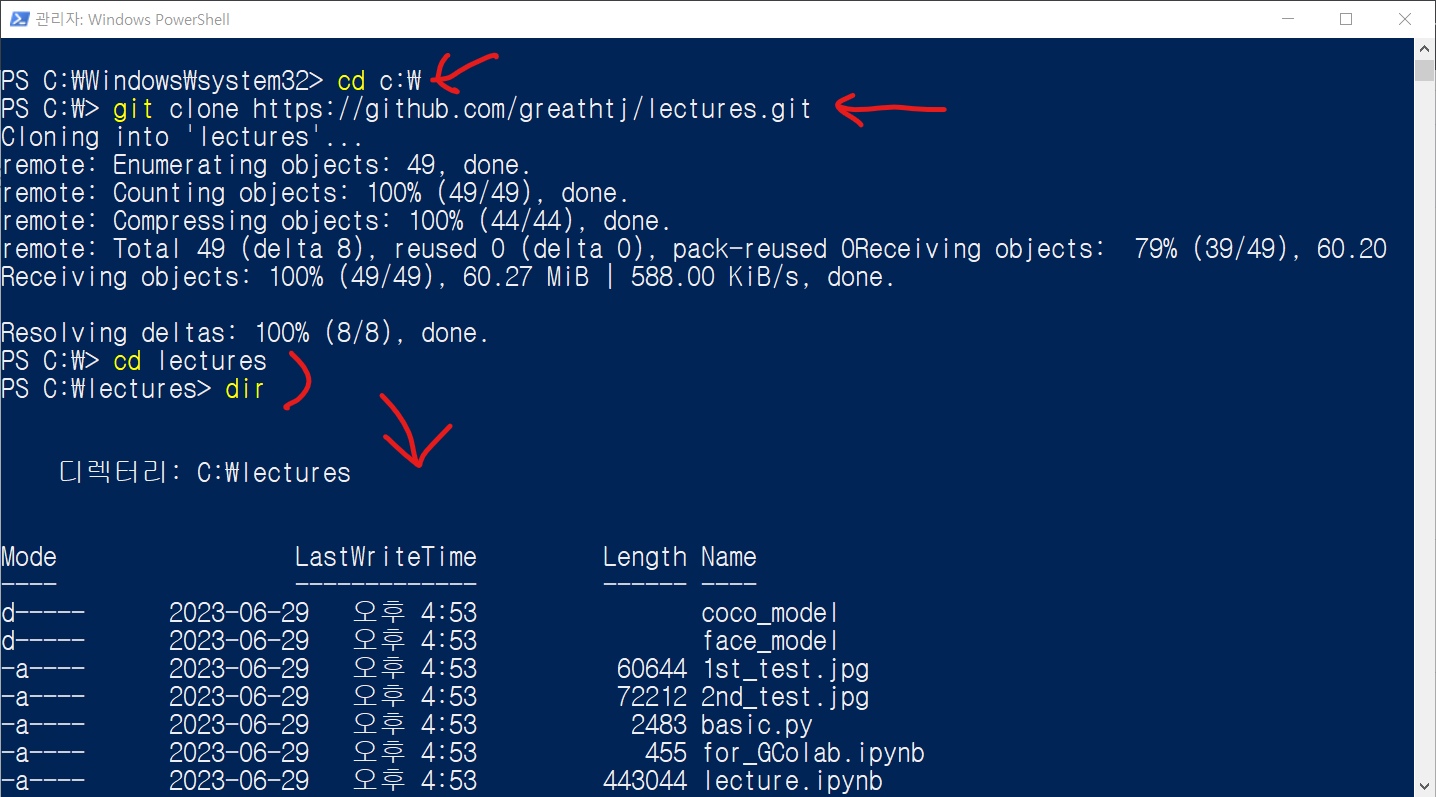 관리자: Windows PowerShell
PS C:₩Windows₩system32> cd c:₩
PS C:₩> git clone https://github.com/greathtj/lectures.git
Cloning into 'lectures'...
remote: Enumerating objects: 49, done.
remote: Counting objects: 100% (49/49), done.
remote: Compressing objects: 100% (44/44), done.
remote: Total 49 (delta 8), reused 0 (delta 0), pack-reused 0Receiving objects:  79% (39/49), 60.20
Receiving objects: 100% (49/49), 60.27 MiB | 588.00 KiB/s, done.
Resolving deltas: 100% (8/8), done.
PS C:₩> cd lectures
PS C:₩lectures> dir
디렉터리: C:₩lectures
Mode                 LastWriteTime         Length Name
----                 -------------         ------ ----
d-----      2023-06-29   오후 4:53                coco_model
d-----      2023-06-29   오후 4:53                face_model
-a----      2023-06-29   오후 4:53          60644 1st_test.jpg
-a----      2023-06-29   오후 4:53          72212 2nd_test.jpg
-a----      2023-06-29   오후 4:53           2483 basic.py
-a----      2023-06-29   오후 4:53            455 for_GColab.ipynb
-a----      2023-06-29   오후 4:53         443044 lecture.ipynb